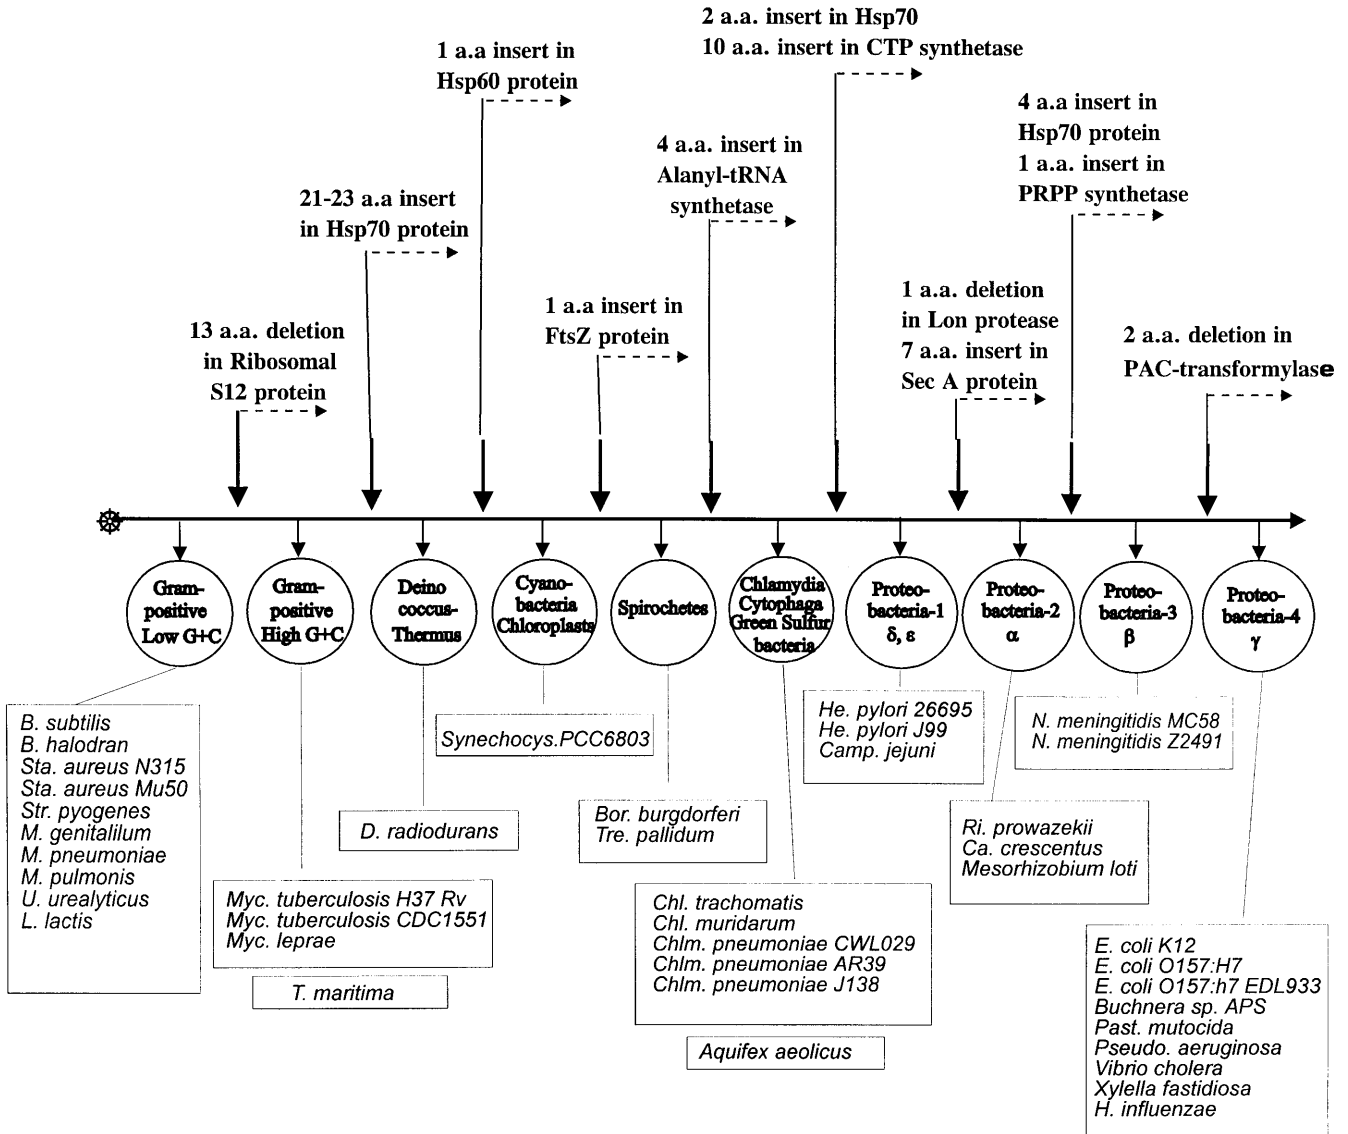 2 a.a. insert in Hsp70
10 a.a. insert in CTP synthetase
1 a.a insert in
Hsp60 protein
4 a.a insert in
Hsp70 protein
1 a.a. insert in
PRPP synthetase
4 a.a. insert in
Alanyl-tRNA
synthetase
21-23 a.a insert
in Hsp70 protein
1 a.a. deletion
in Lon protease
7 a.a. insert in
Sec A protein
1 a.a insert in
FtsZ protein
13 a.a. deletion
in Ribosomal
S12 protein
2 a.a. deletion in
PAC-transformylase
Gram-
positive
Low G+C
Gram-
positive
High G+C
Deino
coccus-
Thermus
Cyano-
bacteria
Chloroplasts
Spirochetes
Chlamydia
Cytophaga
Green Sulfur
bacteria
Proteo-
bacteria-1
δ, ε
Proteo-
bacteria-2
α
Proteo-
bacteria-3
β
Proteo-
bacteria-4
γ
B. subtilis
B. halodran
Sta. aureus N315
Sta. aureus Mu50
Str. pyogenes
M. genitalilum
M. pneumoniae
M. pulmonis
U. urealyticus
L. lactis
Myc. tuberculosis H37 Rv
Myc. tuberculosis CDC1551
Myc. leprae
T. maritima
D. radiodurans
Synechocys.PCC6803
Bor. burgdorferi
Tre. pallidum
Chl. trachomatis
Chl. muridarum
Chlm. pneumoniae CWL029
Chlm. pneumoniae AR39
Chlm. pneumoniae J138
Aquifex aeolicus
He. pylori 26695
He. pylori J99
Camp. jejuni
Ri. prowazekii
Ca. crescentus
Mesorhizobium loti
N. meningitidis MC58
N. meningitidis Z2491
E. coli K12
E. coli O157:H7
E. coli O157:h7 EDL933
Buchnera sp. APS
Past. mutocida
Pseudo. aeruginosa
Vibrio cholera
Xylella fastidiosa
H. influenzae